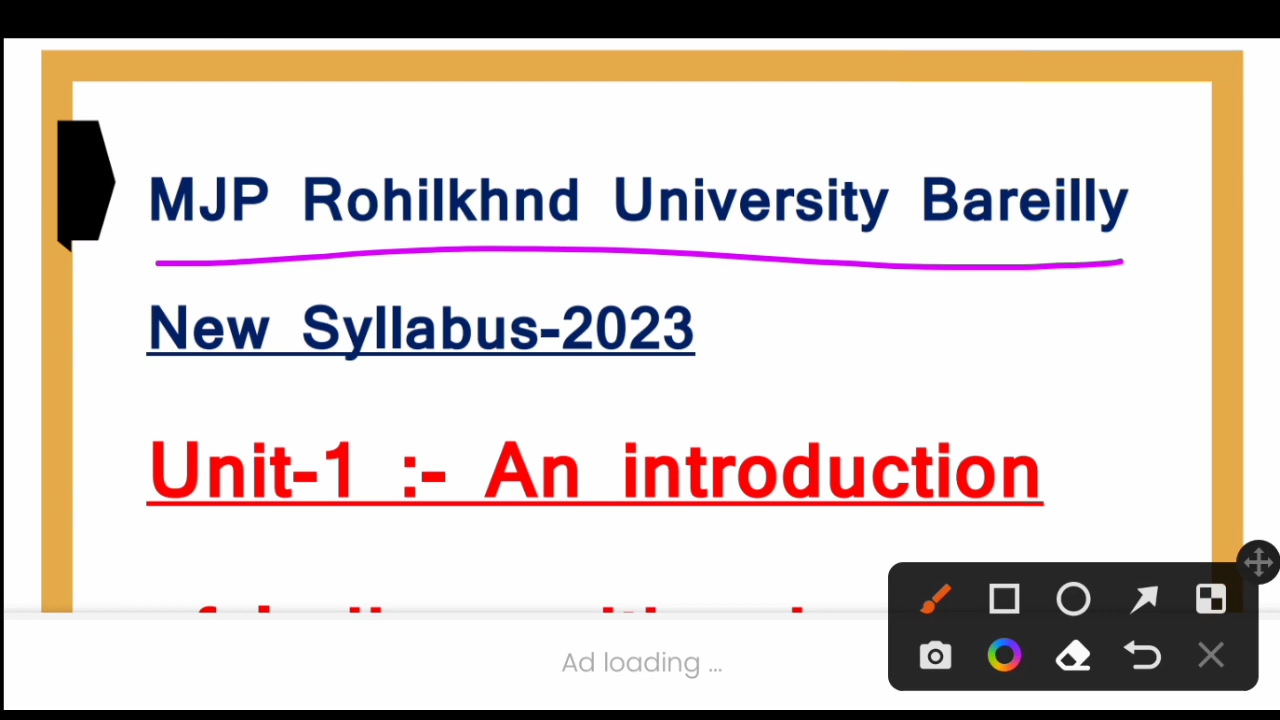 MJP Rohilkhnd University Bareilly
New Syllabus-2023
Unit-1 :- An introduction
Ad loading ...